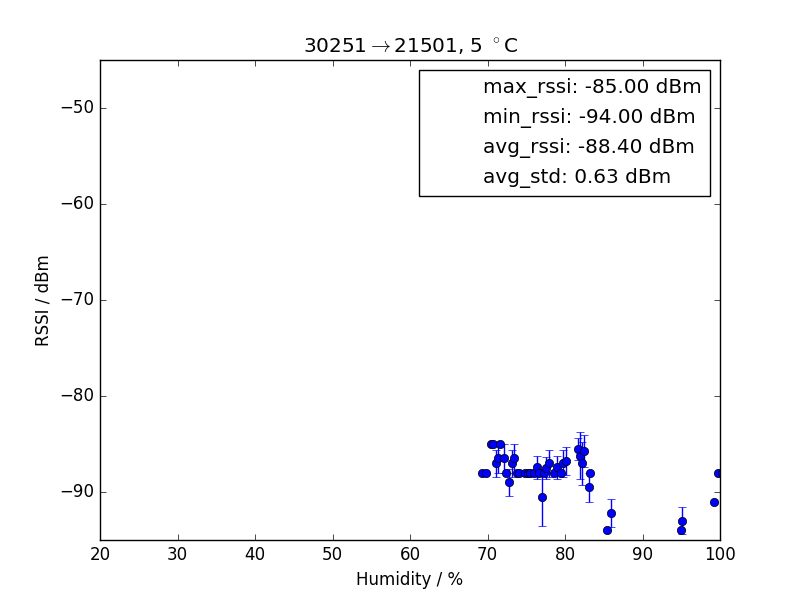 30251→21501, 5 °C
max_rssi: -85.00 dBm
min_rssi: -94.00 dBm
avg_rssi: -88.40 dBm
avg_std: 0.63 dBm
−50
−60
−70
−80
−90
RSSI / dBm
20 30 40 50 60 70 80 90 100
Humidity / %